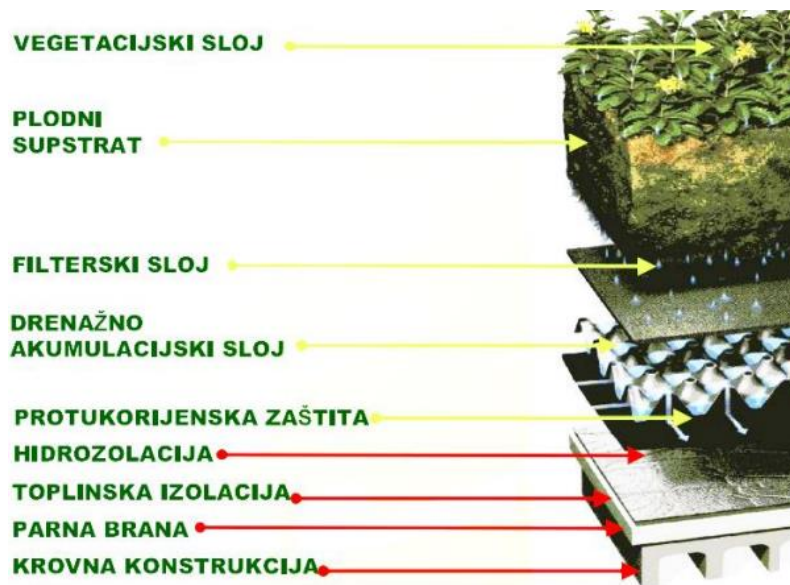 VEGETACIJSKI SLOJ
PLODNI
SUPSTRAT
FILTERSKI SLOJ
DRENAŽNO
AKUMULACIJSKI SLOJ
PROTUKORIJENSKA ZAŠTITA
HIDROZOLACIJA
TOPLINSKA IZOLACIJA
PARNA BRANA
KROVNA KONSTRUKCIJA